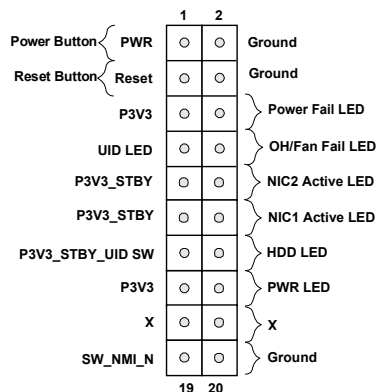 1 2
Power Button PWR Ground
Reset Button Reset Ground
P3V3 Power Fail LED
UID LED OH/Fan Fail LED
P3V3_STBY NIC2 Active LED
P3V3_STBY NIC1 Active LED
P3V3_STBY_UID SW HDD LED
P3V3 PWR LED
X X
SW_NMI_N Ground
19 20